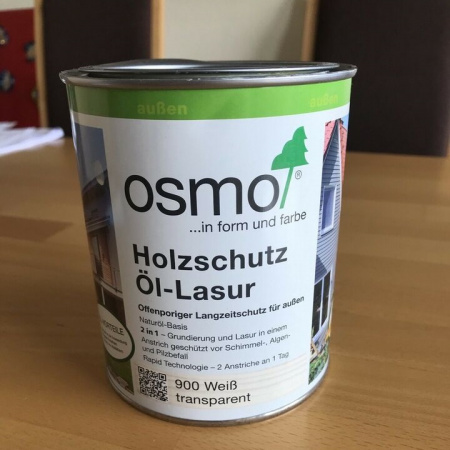 außen
außen
osmo®
...in form und farbe
Holzschutz
Öl-Lasur
Offenporiger Langzeitschutz für außen
Naturöl-Basis
2 in 1 – Grundierung und Lasur in einem
Anstrich geschützt vor Schimmel-, Algen-
und Pilzbefall
Rapid Technologie – 2 Anstriche an 1 Tag
900 Weiß
transparent